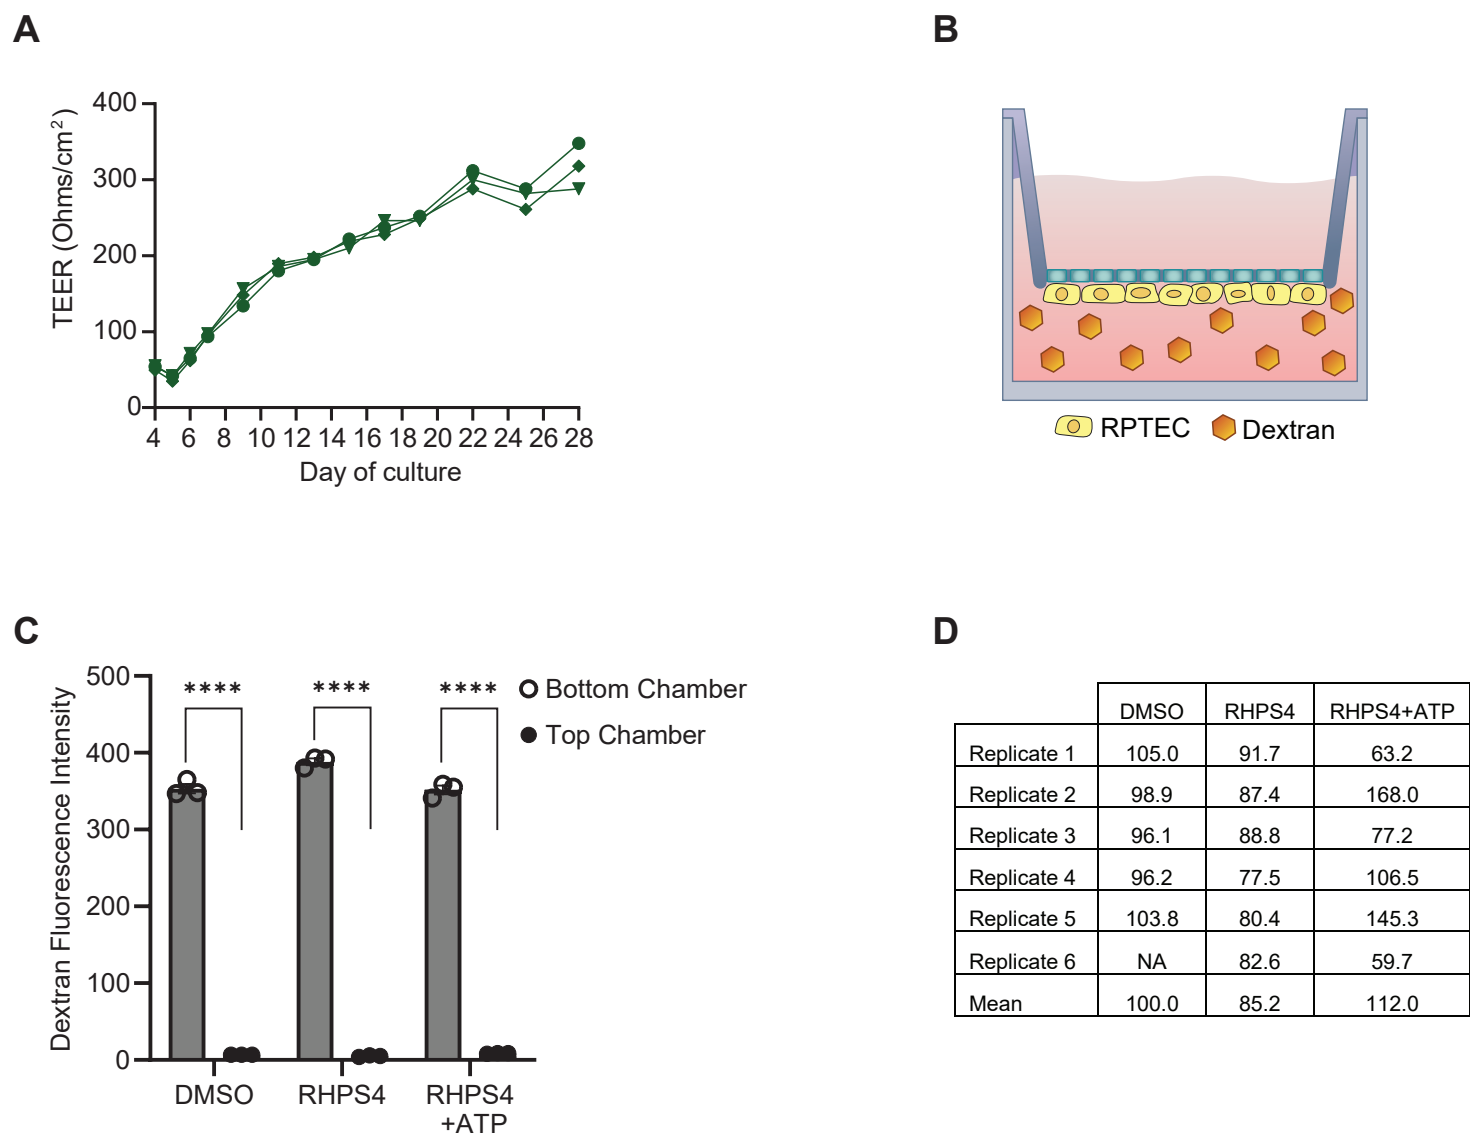 A
400
300
200
100
0
TEER (Ohms/cm²)
4 6 8 10 12 14 16 18 20 22 24 26 28
Day of culture
B
RPTEC
Dextran
C
500
400
300
200
100
0
Dextran Fluorescence Intensity
**** **** ****
Bottom Chamber
Top Chamber
DMSO RHPS4 RHPS4
+ATP
D
DMSO RHPS4 RHPS4+ATP
Replicate 1 105.0 91.7 63.2
Replicate 2 98.9 87.4 168.0
Replicate 3 96.1 88.8 77.2
Replicate 4 96.2 77.5 106.5
Replicate 5 103.8 80.4 145.3
Replicate 6 NA 82.6 59.7
Mean 100.0 85.2 112.0